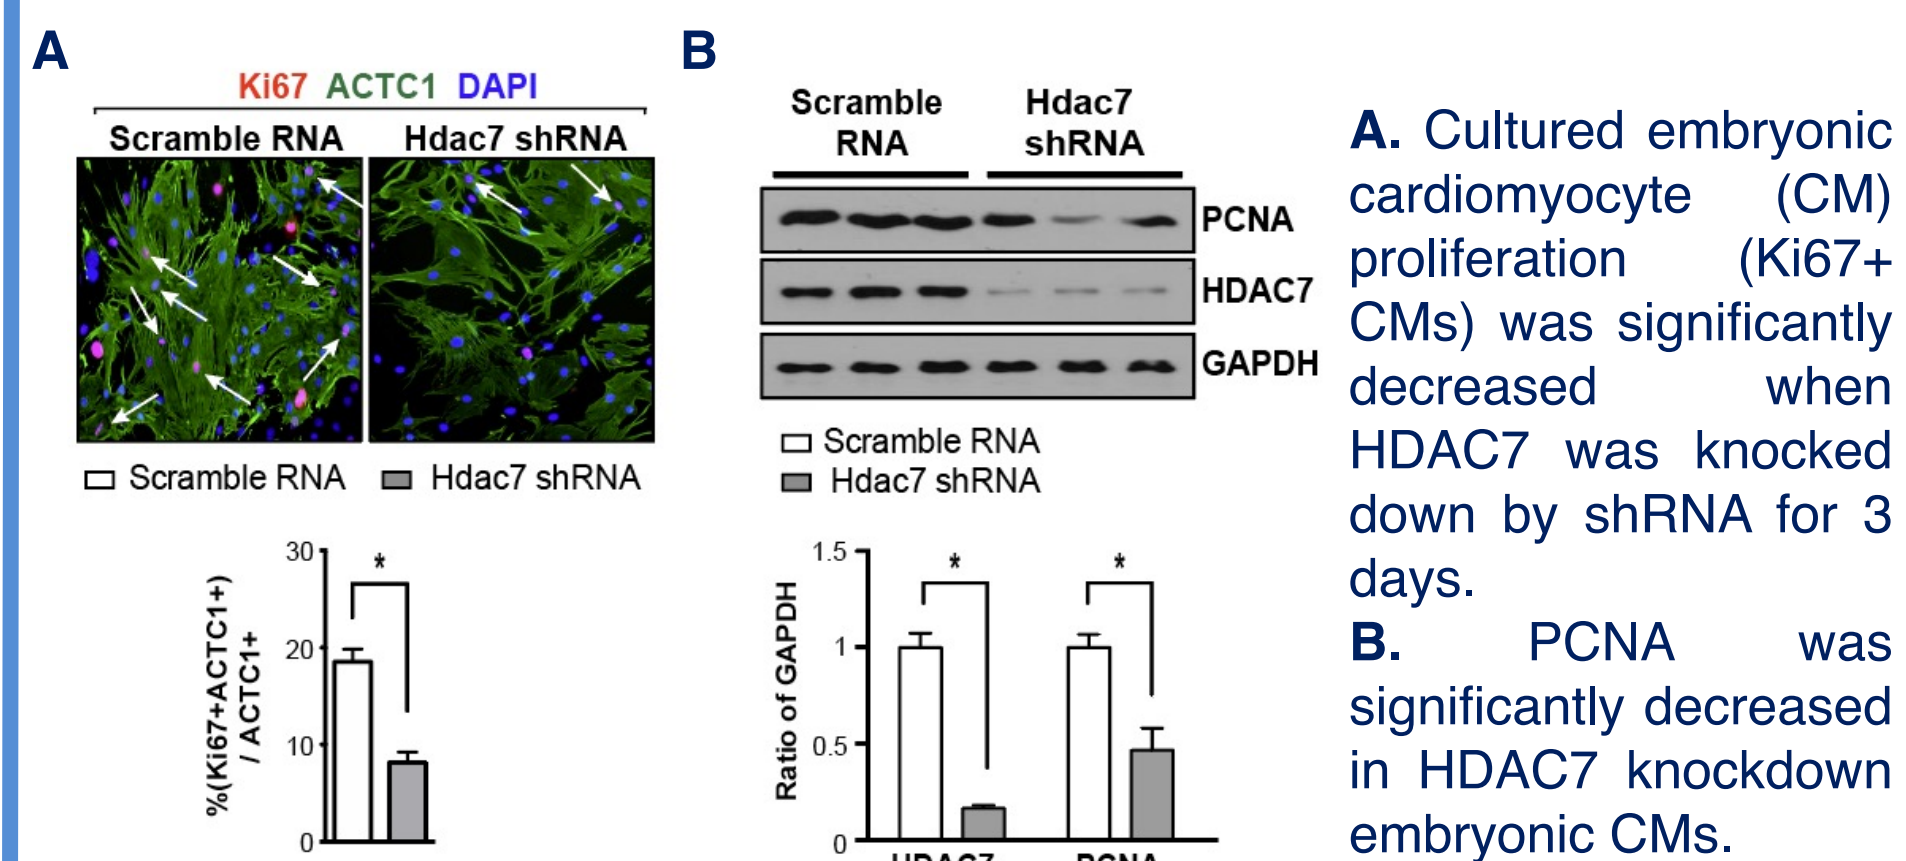 A
Ki67 ACTC1 DAPI
Scramble RNA Hdac7 shRNA
Scramble RNA Hdac7 shRNA
30
20
10
0
*
%(Ki67+ACTC1+)
/ ACTC1+
B
Scramble
RNA
Hdac7
shRNA
PCNA
HDAC7
GAPDH
Scramble RNA
Hdac7 shRNA
1.5
1
0.5
0
* *
Ratio of GAPDH
HDAC7 PCNA
A. Cultured embryonic
cardiomyocyte (CM)
proliferation (Ki67+
CMs) was significantly
decreased when
HDAC7 was knocked
down by shRNA for 3
days.
B. PCNA was
significantly decreased
in HDAC7 knockdown
embryonic CMs.